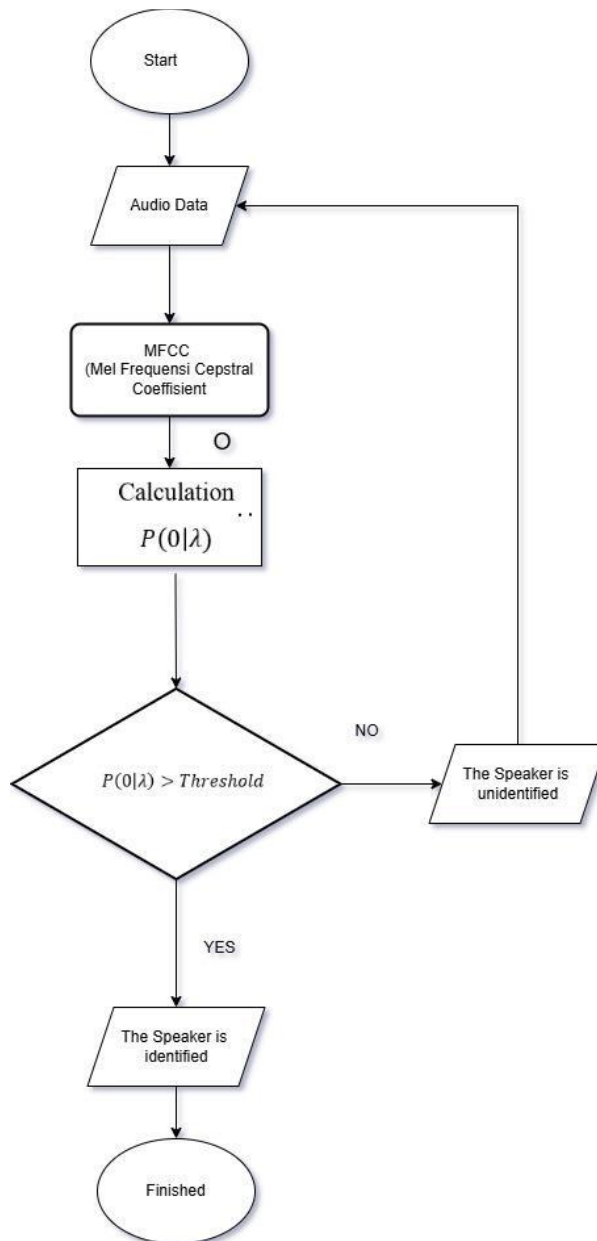 Start
Audio Data
MFCC
(Mel Frequensi Cepstral
Coeffisient
O
Calculation
..
P(0|λ)
NO
P(0|λ) > Threshold
The Speaker is
unidentified
YES
The Speaker is
identified
Finished